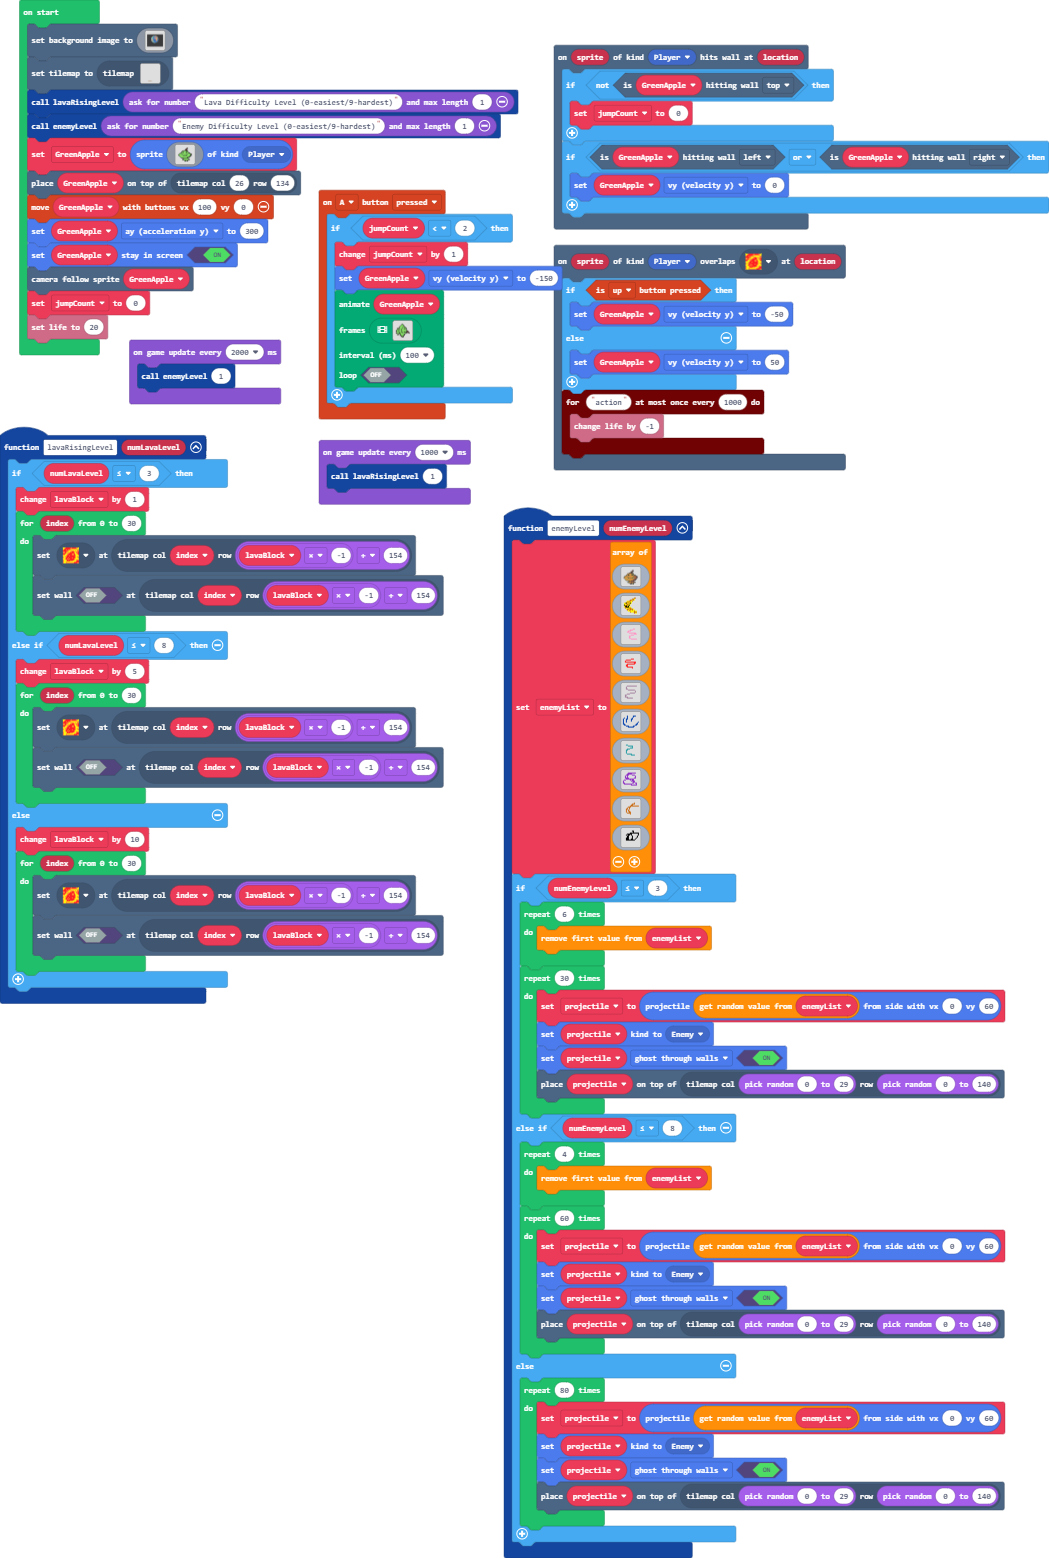 on start
set background image to
set tilemap to tilemap
call lavaRisingLevel ask for number "Lava Difficulty Level (0-easiest/9-hardest)" and max length 1
call enemyLevel ask for number "Enemy Difficulty Level (0-easiest/9-hardest)" and max length 1
set GreenApple to sprite of kind Player
place GreenApple on top of tilemap col 26 row 134
move GreenApple with buttons vx 100 vy 0
set GreenApple ay (acceleration y) to 300
set GreenApple stay in screen ON
camera follow sprite GreenApple
set jumpCount to 0
set life to 20
on game update every 2000 ms
call enemyLevel 1
on A button pressed
if jumpCount < 2 then
change jumpCount by 1
set GreenApple vy (velocity y) to -150
animate GreenApple
frames
interval (ms) 100
loop OFF
on game update every 1000 ms
call lavaRisingLevel 1
on sprite of kind Player hits wall at location
if not is GreenApple hitting wall top then
set jumpCount to 0
if is GreenApple hitting wall left or is GreenApple hitting wall right then
set GreenApple vy (velocity y) to 0
on sprite of kind Player overlaps at location
if is up button pressed then
set GreenApple vy (velocity y) to -50
else
set GreenApple vy (velocity y) to 50
for "action" at most once every 1000 do
change life by -1
function lavaRisingLevel numLavaLevel
if numLavaLevel ≤ 3 then
change lavaBlock by 1
for index from 0 to 30
do
set at tilemap col index row lavaBlock × -1 + 154
set wall OFF at tilemap col index row lavaBlock × -1 + 154
else if numLavaLevel ≤ 8 then
change lavaBlock by 5
for index from 0 to 30
do
set at tilemap col index row lavaBlock × -1 + 154
set wall OFF at tilemap col index row lavaBlock × -1 + 154
else
change lavaBlock by 10
for index from 0 to 30
do
set at tilemap col index row lavaBlock × -1 + 154
set wall OFF at tilemap col index row lavaBlock × -1 + 154
function enemyLevel numEnemyLevel
array of
set enemyList to
if numEnemyLevel ≤ 3 then
repeat 6 times
do
remove first value from enemyList
repeat 30 times
do
set projectile to projectile get random value from enemyList from side with vx 0 vy 60
set projectile kind to Enemy
set projectile ghost through walls ON
place projectile on top of tilemap col pick random 0 to 29 row pick random 0 to 140
else if numEnemyLevel ≤ 8 then
repeat 4 times
do
remove first value from enemyList
repeat 60 times
do
set projectile to projectile get random value from enemyList from side with vx 0 vy 60
set projectile kind to Enemy
set projectile ghost through walls ON
place projectile on top of tilemap col pick random 0 to 29 row pick random 0 to 140
else
repeat 80 times
do
set projectile to projectile get random value from enemyList from side with vx 0 vy 60
set projectile kind to Enemy
set projectile ghost through walls ON
place projectile on top of tilemap col pick random 0 to 29 row pick random 0 to 140